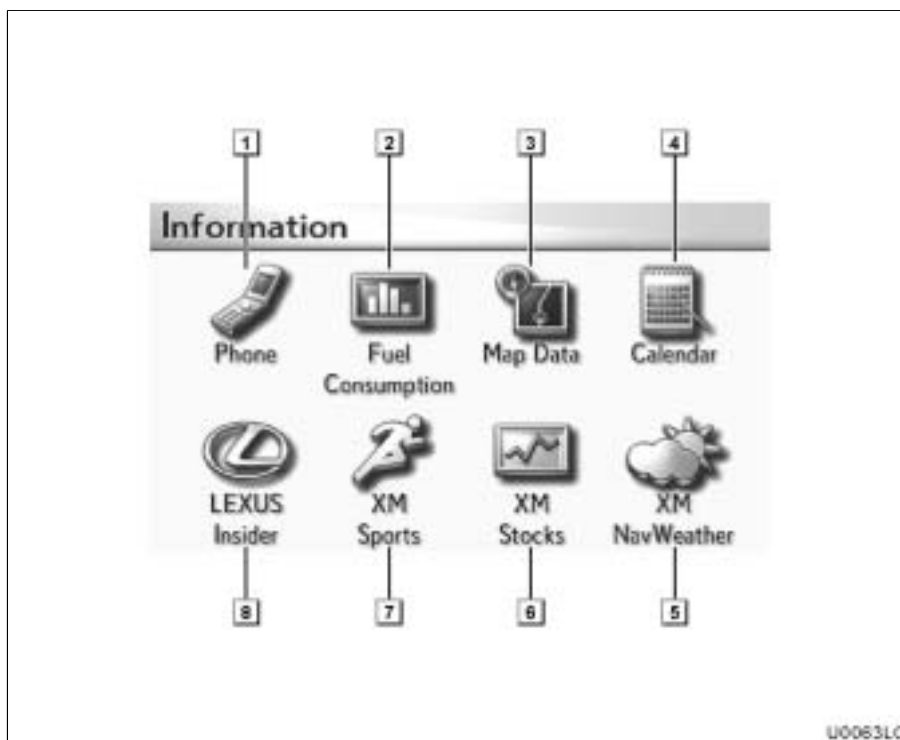 1 2 3 4
Information
Phone Fuel Map Data Calendar
Consumption
LEXUS XM XM XM
Insider Sports Stocks NavWeather
8 7 6 5
U0063LC